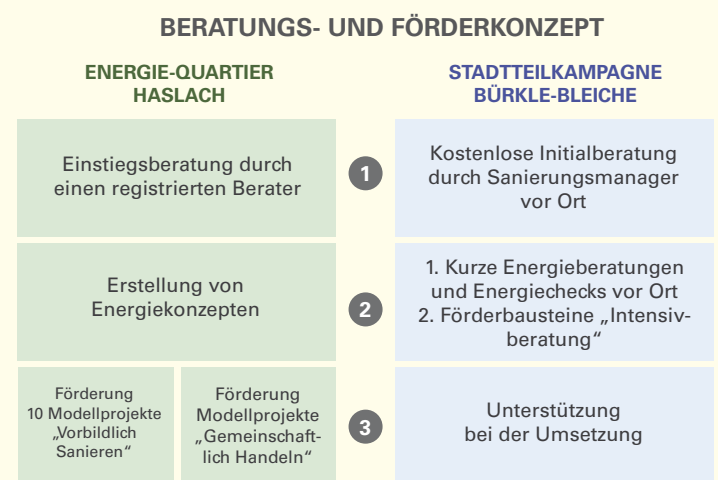 BERATUNGS- UND FÖRDERKONZEPT
ENERGIE-QUARTIER
HASLACH
STADTTEILKAMPAGNE
BÜRKLE-BLEICHE
Einstiegsberatung durch
einen registrierten Berater
1
Kostenlose Initialberatung
durch Sanierungsmanager
vor Ort
Erstellung von
Energiekonzepten
2
1. Kurze Energieberatungen
und Energiechecks vor Ort
2. Förderbausteine „Intensiv-
beratung“
Förderung
10 Modellprojekte
„Vorbildlich
Sanieren“
Förderung
Modellprojekte
„Gemeinschaft-
lich Handeln“
3
Unterstützung
bei der Umsetzung